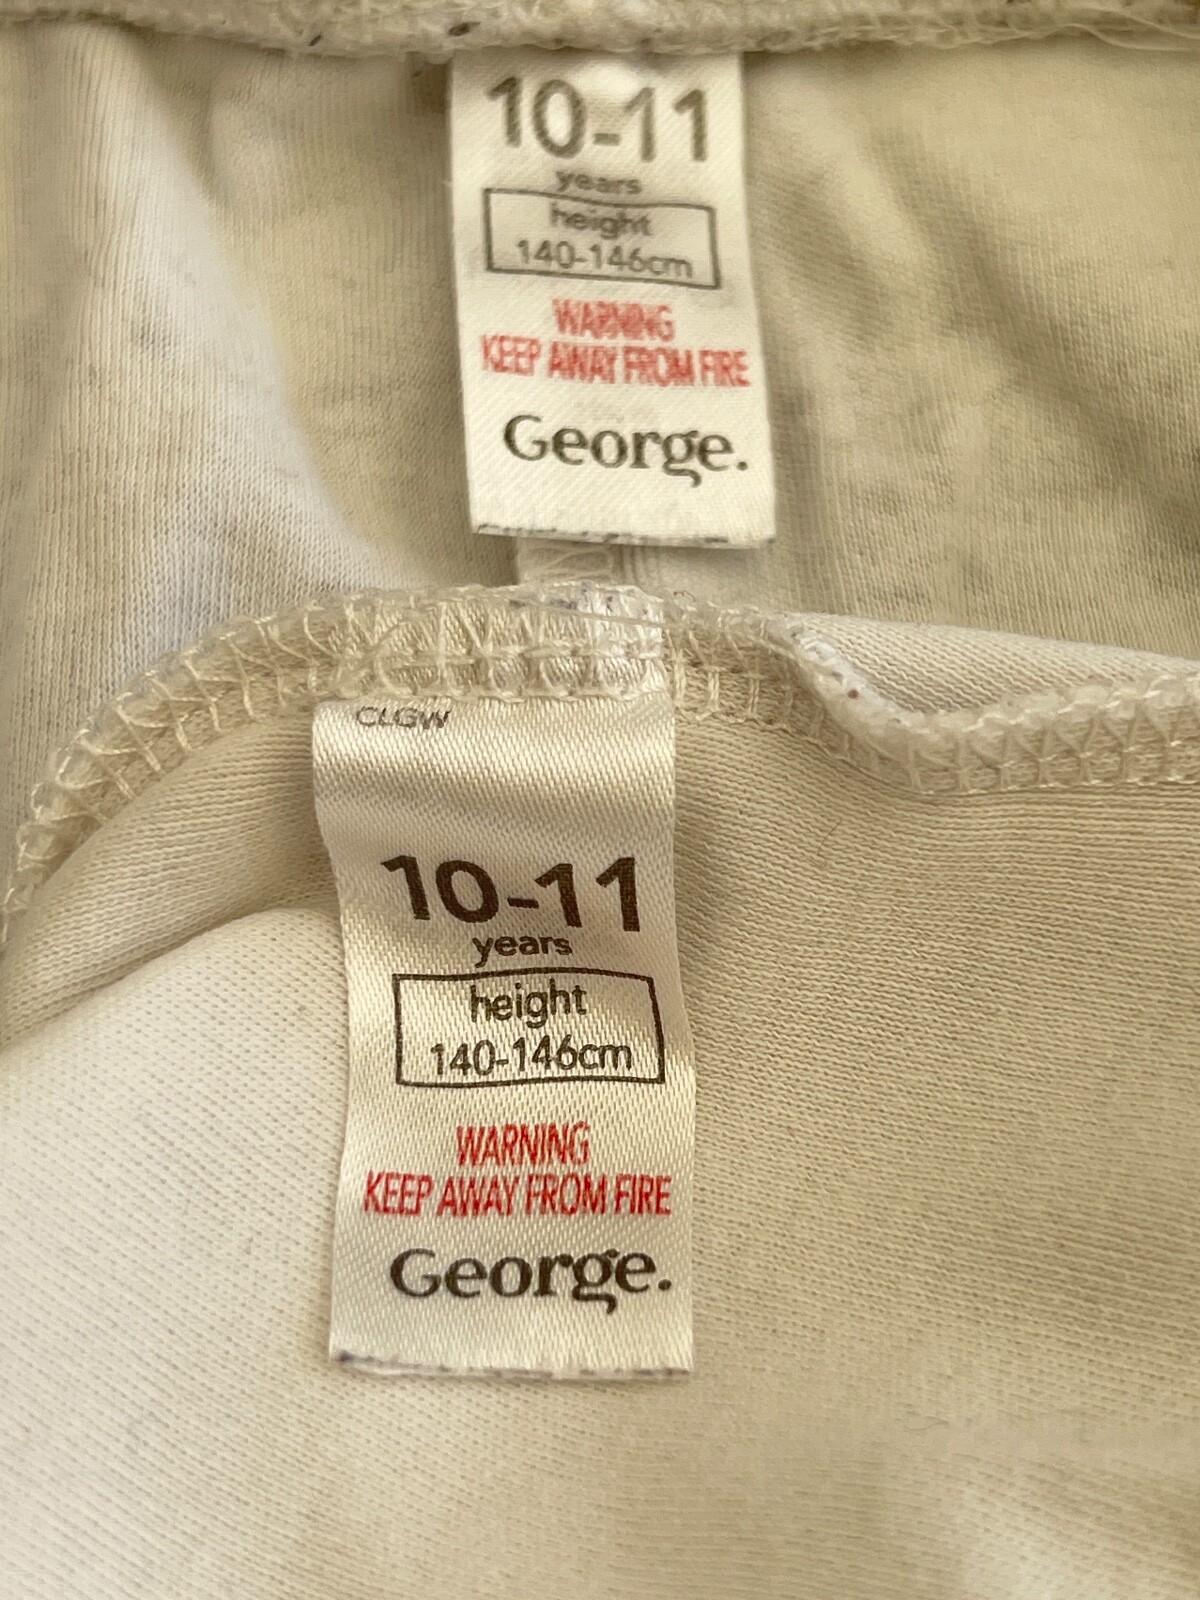 10-11
years
height
140-146cm
WARNING
KEEP AWAY FROM FIRE
George.
CLGW
10-11
years
height
140-146cm
WARNING
KEEP AWAY FROM FIRE
George.